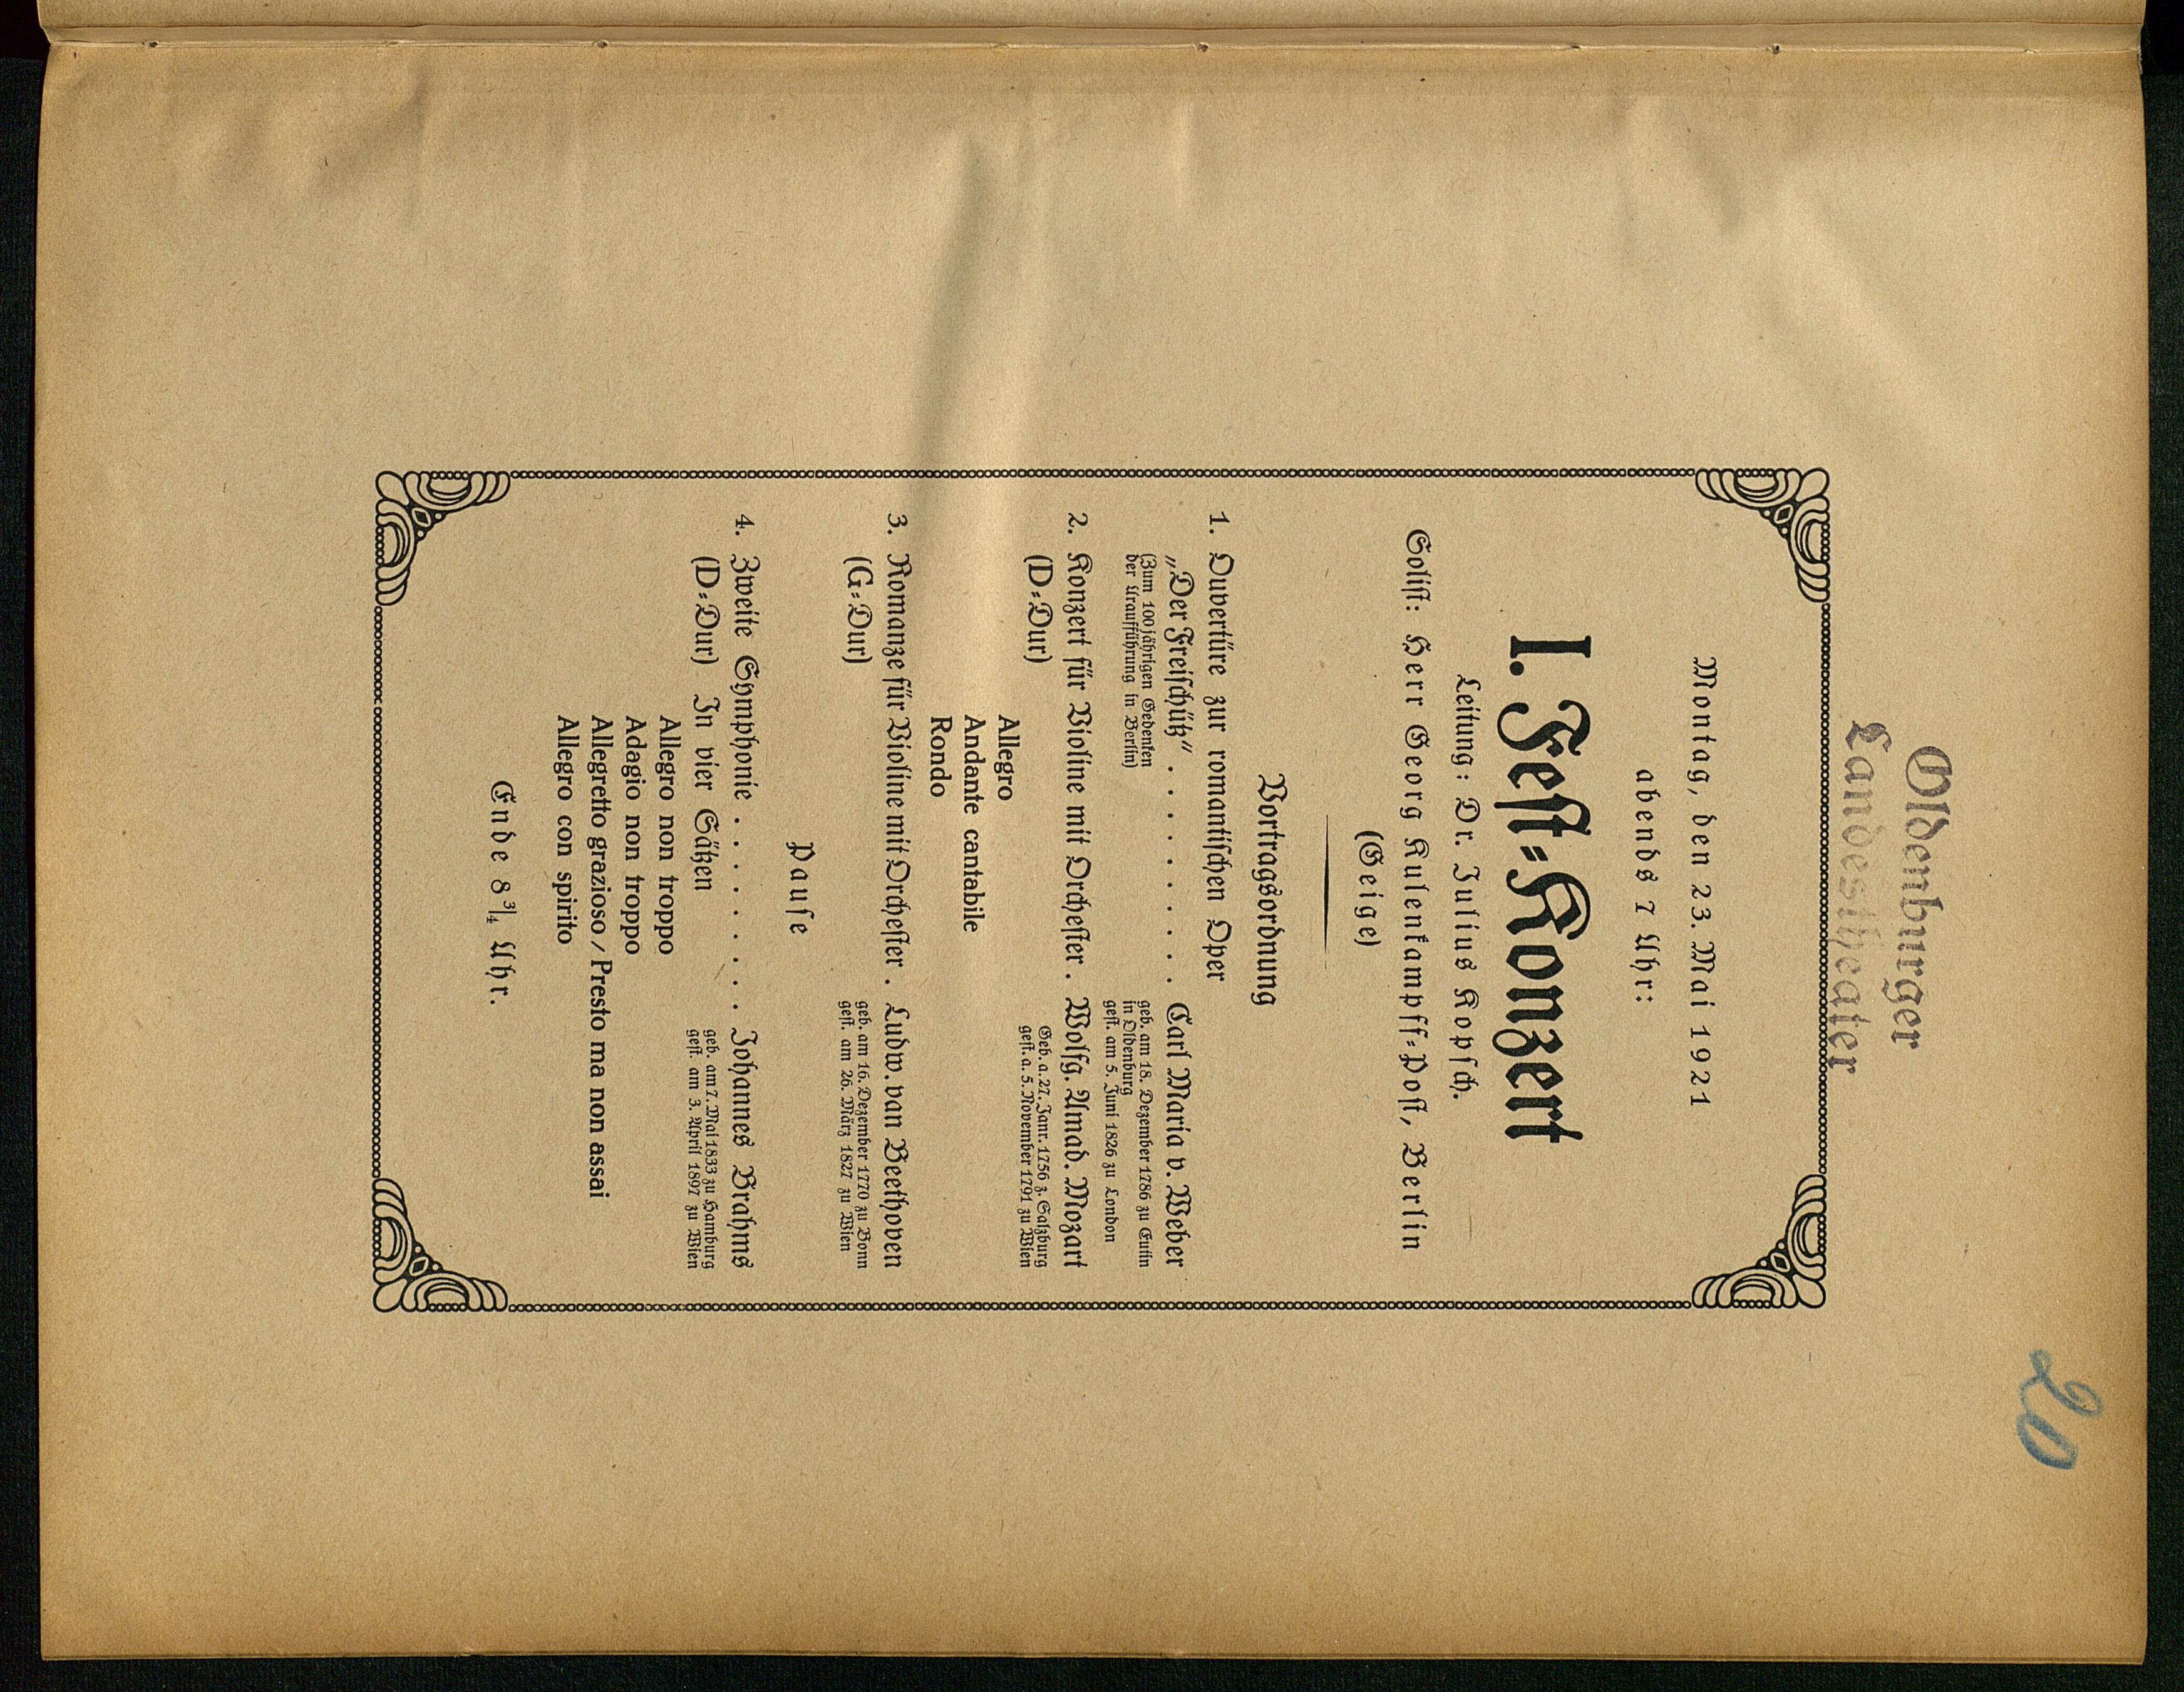 20
Oldenburger
Landestheater
Montag, den 23. Mai 1921
abends 7 Uhr:
I. Fest-Konzert
Leitung: Dr. Julius Kopsch.
Solist: Herr Georg Kulenkampff-Post, Berlin
(Geige)
Vortragsordnung
1. Ouvertüre zur romantischen Oper
„Der Freischütz“ . . . . . . . . . . Carl Maria v. Weber
(Zum 100jährigen Gedenken
der Uraufführung in Berlin)
geb. am 18. Dezember 1786 zu Eutin
in Oldenburg
gest. am 5. Juni 1826 zu London
2. Konzert für Violine mit Orchester . Wolfg. Amad. Mozart
(D-Dur)
Geb. a. 27. Janr. 1756 z. Salzburg
gest. a. 5. November 1791 zu Wien
Allegro
Andante cantabile
Rondo
3. Romanze für Violine mit Orchester . Ludw. van Beethoven
(G-Dur)
geb. am 16. Dezember 1770 zu Bonn
gest. am 26. März 1827 zu Wien
Pause
4. Zweite Symphonie . . . . . . . . . Johannes Brahms
(D-Dur) In vier Sätzen
geb. am 7. Mai 1833 zu Hamburg
gest. am 3. April 1897 zu Wien
Allegro non troppo
Adagio non troppo
Allegretto grazioso / Presto ma non assai
Allegro con spirito
Ende 8¾ Uhr.